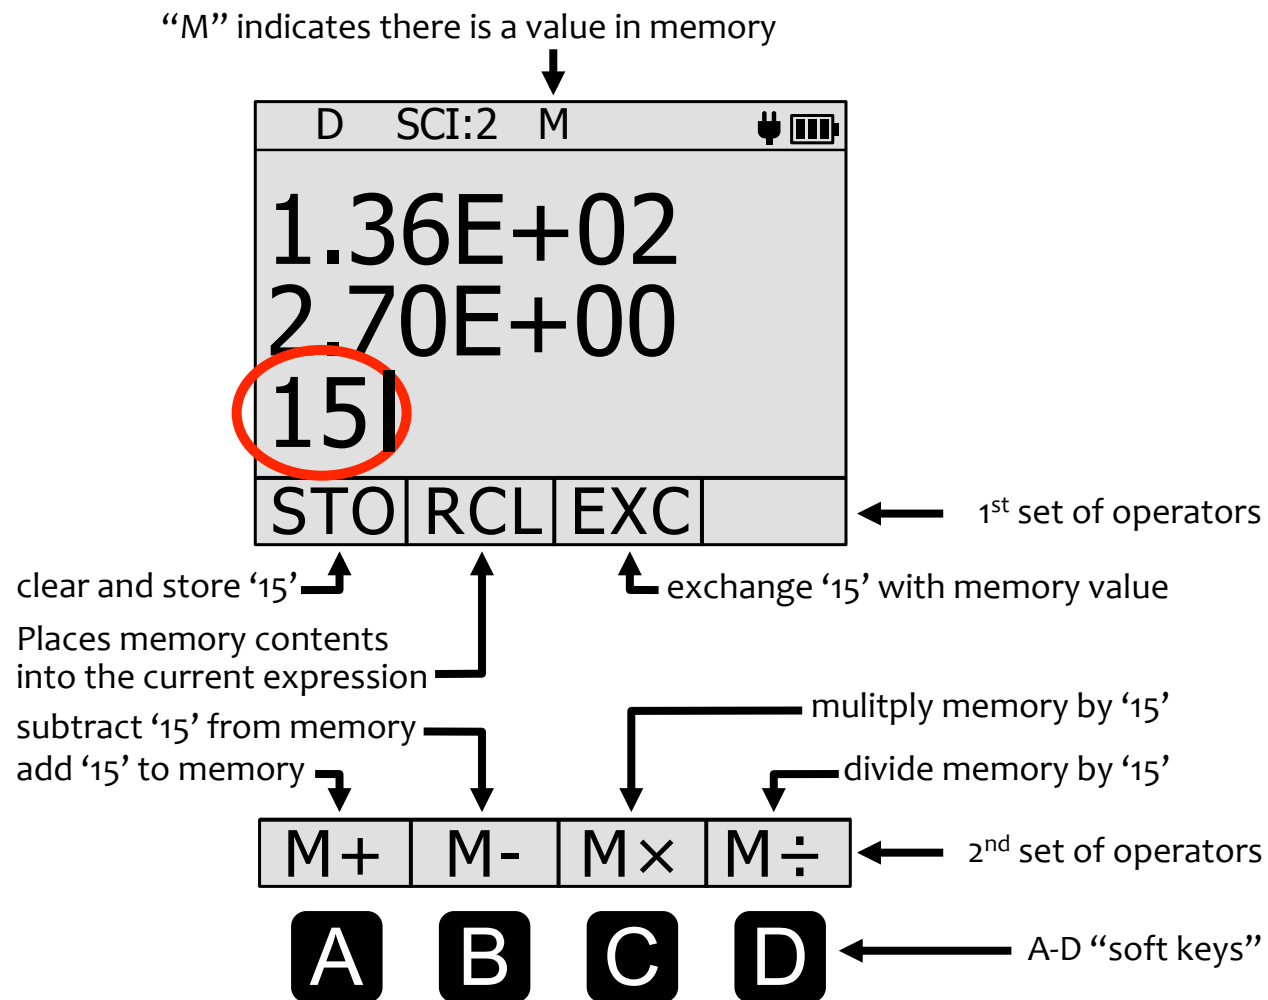 “M” indicates there is a value in memory
D SCI:2 M
1.36E+02
2.70E+00
15
STO RCL EXC
1st set of operators
clear and store ‘15’
exchange ‘15’ with memory value
Places memory contents
into the current expression
subtract ‘15’ from memory
add ‘15’ to memory
mulitply memory by ‘15’
divide memory by ‘15’
M+ M- M× M÷
2nd set of operators
A B C D
A-D “soft keys”